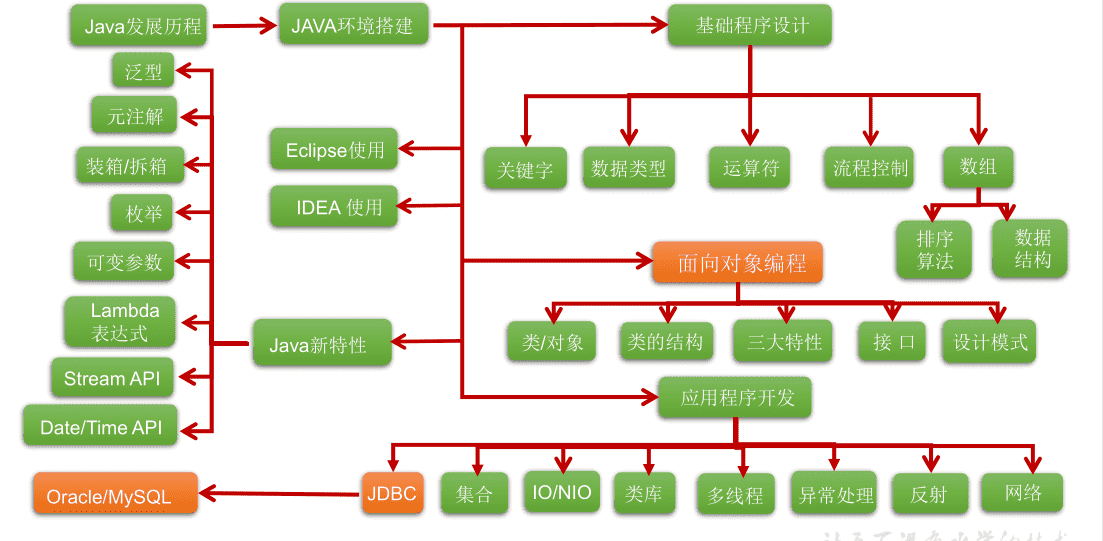 Java发展历程
JAVA环境搭建
基础程序设计
泛型
元注解
装箱/拆箱
枚举
可变参数
Lambda
表达式
Stream API
Date/Time API
Java新特性
Eclipse使用
IDEA 使用
关键字
数据类型
运算符
流程控制
数组
排序
算法
数据
结构
面向对象编程
类/对象
类的结构
三大特性
接 口
设计模式
应用程序开发
Oracle/MySQL
JDBC
集合
IO/NIO
类库
多线程
异常处理
反射
网络